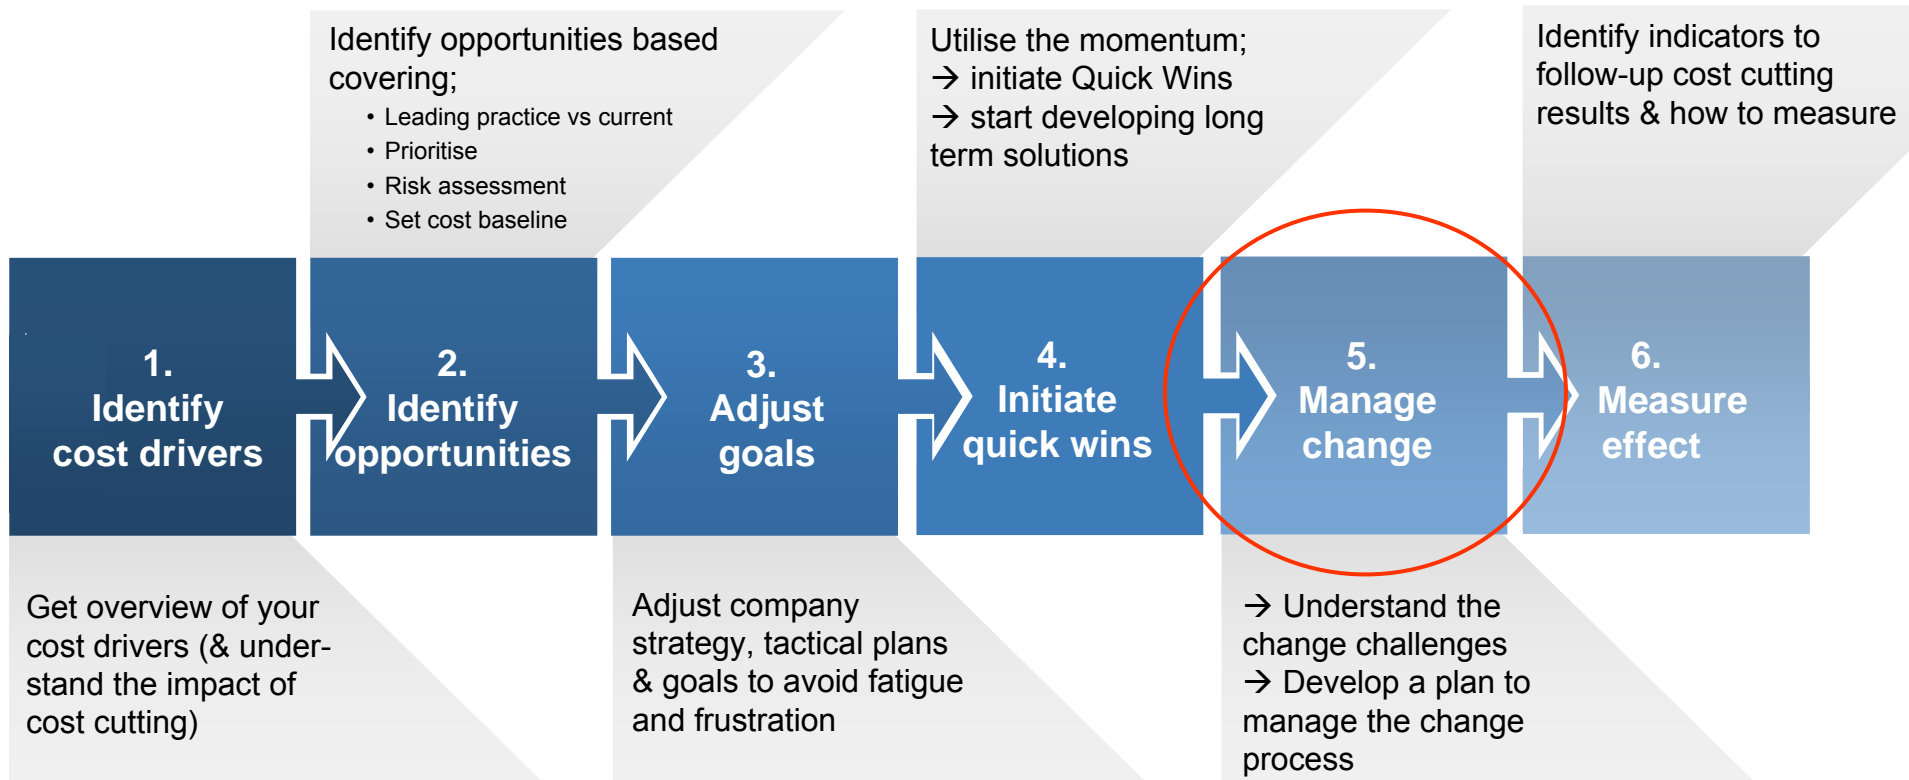 Identify opportunities based
covering;
• Leading practice vs current
• Prioritise
• Risk assessment
• Set cost baseline
Utilise the momentum;
→ initiate Quick Wins
→ start developing long
term solutions
Identify indicators to
follow-up cost cutting
results & how to measure
1.
Identify
cost drivers
2.
Identify
opportunities
3.
Adjust
goals
4.
Initiate
quick wins
5.
Manage
change
6.
Measure
effect
Get overview of your
cost drivers (& under-
stand the impact of
cost cutting)
Adjust company
strategy, tactical plans
& goals to avoid fatigue
and frustration
→ Understand the
change challenges
→ Develop a plan to
manage the change
process